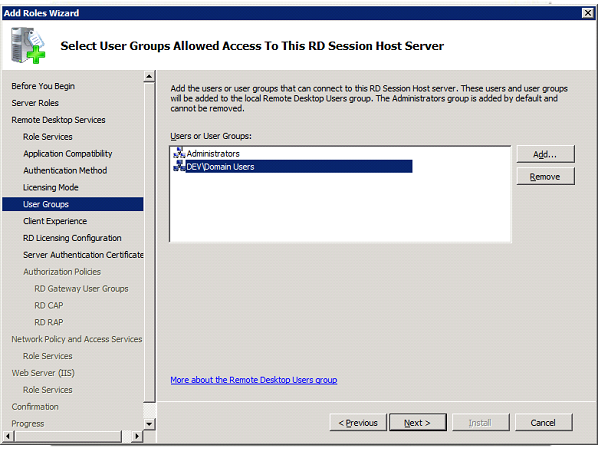 Add Roles Wizard
Select User Groups Allowed Access To This RD Session Host Server
Before You Begin
Server Roles
Remote Desktop Services
Role Services
Application Compatibility
Authentication Method
Licensing Mode
User Groups
Client Experience
RD Licensing Configuration
Server Authentication Certificate
Authorization Policies
RD Gateway User Groups
RD CAP
RD RAP
Network Policy and Access Services
Role Services
Web Server (IIS)
Role Services
Confirmation
Progress
Add the users or user groups that can connect to this RD Session Host server. These users and user groups
will be added to the local Remote Desktop Users group. The Administrators group is added by default and
cannot be removed.
Users or User Groups:
Administrators
DEV\Domain Users
Add...
Remove
More about the Remote Desktop Users group
< Previous
Next >
Install
Cancel